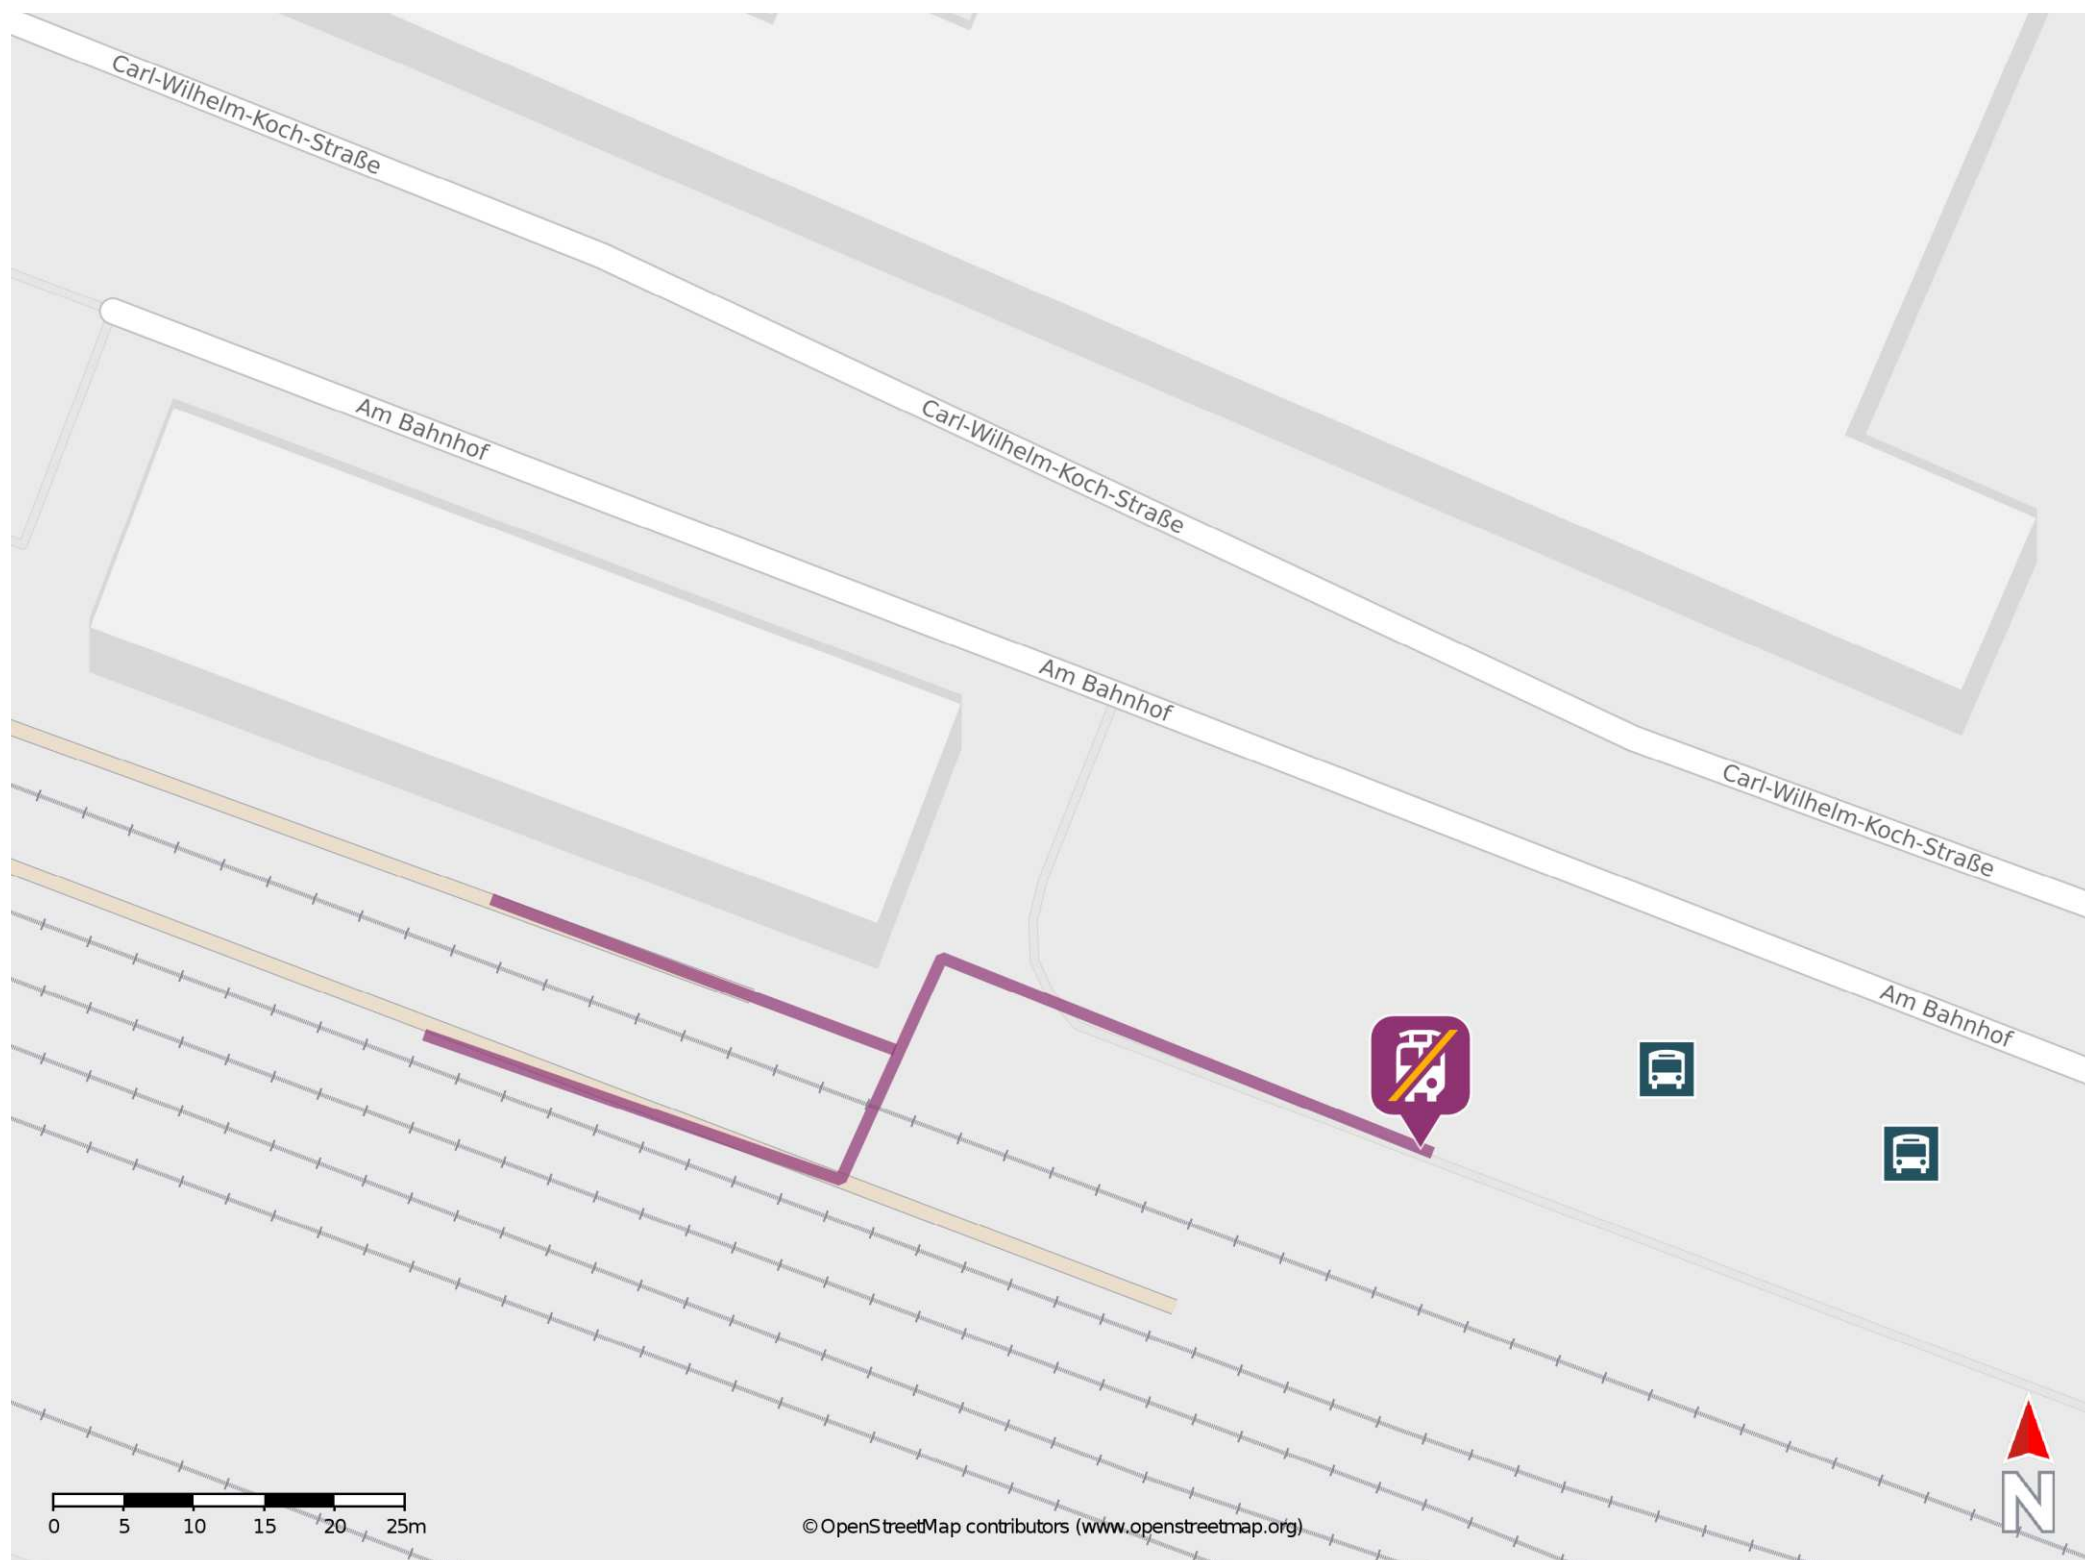 Carl-Wilhelm-Koch-Straße
Am Bahnhof
Carl-Wilhelm-Koch-Straße
Am Bahnhof
Carl-Wilhelm-Koch-Straße
Am Bahnhof
0 5 10 15 20 25m
© OpenStreetMap contributors (www.openstreetmap.org)
N